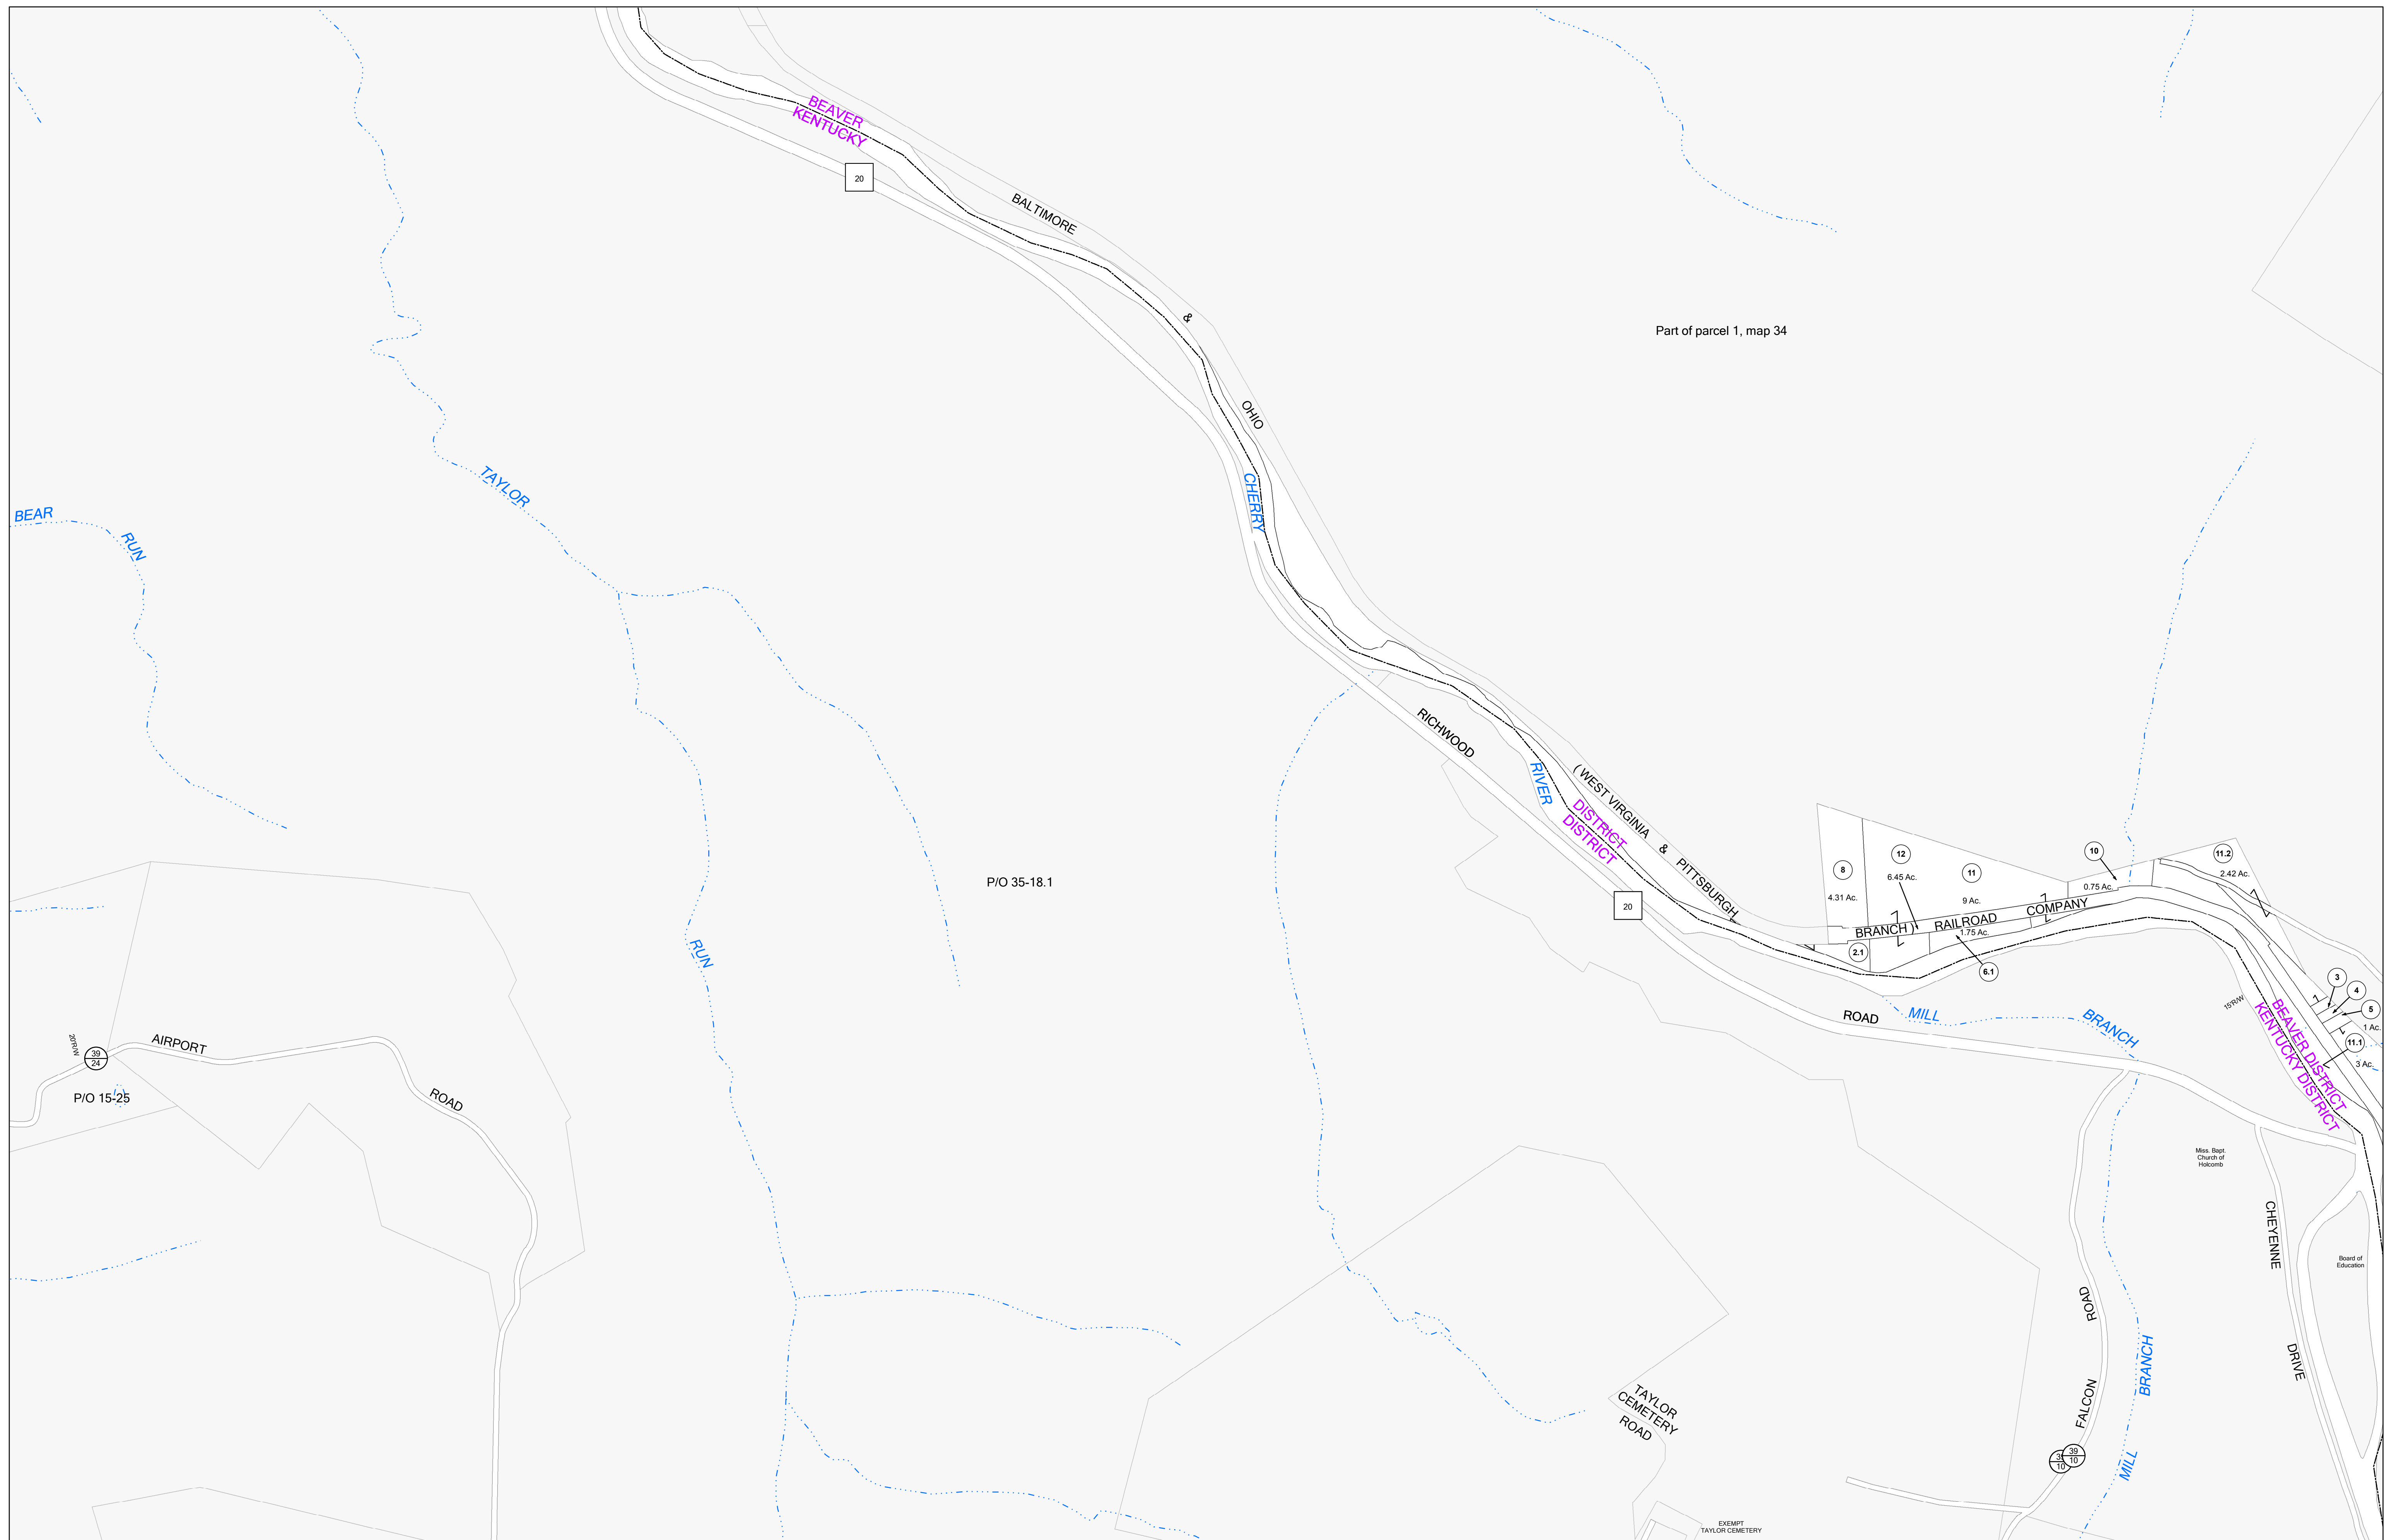 BEAVER
KENTUCKY
20
BALTIMORE
&
OHIO
Part of parcel 1, map 34
TAYLOR
RUN
BEAR
RUN
CHERRY
RIVER
RICHWOOD
ROAD
( WEST VIRGINIA & PITTSBURGH
BRANCH ) RAILROAD COMPANY
DISTRICT
DISTRICT
20
P/O 35-18.1
8
4.31 Ac.
12
6.45 Ac.
11
9 Ac.
10
0.75 Ac.
11.2
2.42 Ac.
1.75 Ac.
2.1
6.1
3
4
5
1 Ac.
11.1
3 Ac.
15'R/W
BEAVER DISTRICT
KENTUCKY DISTRICT
MILL
BRANCH
20'R/W
39
24
AIRPORT
ROAD
P/O 15-25
Miss. Bapt.
Church of
Holcomb
CHEYENNE
DRIVE
Board of
Education
FALCON
ROAD
MILL
BRANCH
39
10
10
TAYLOR
CEMETERY
ROAD
EXEMPT
TAYLOR CEMETERY